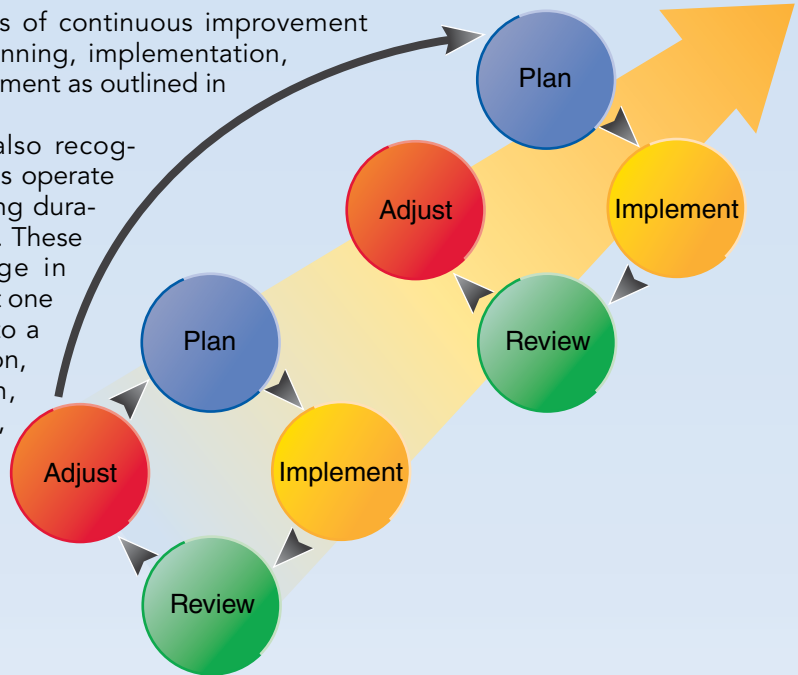 s of continuous improvement
nning, implementation,
ment as outlined in
also recog-
s operate
ng dura-
. These
ge in
t one
to a
on,
n,
,
Plan
Implement
Review
Adjust
Plan
Implement
Review
Adjust